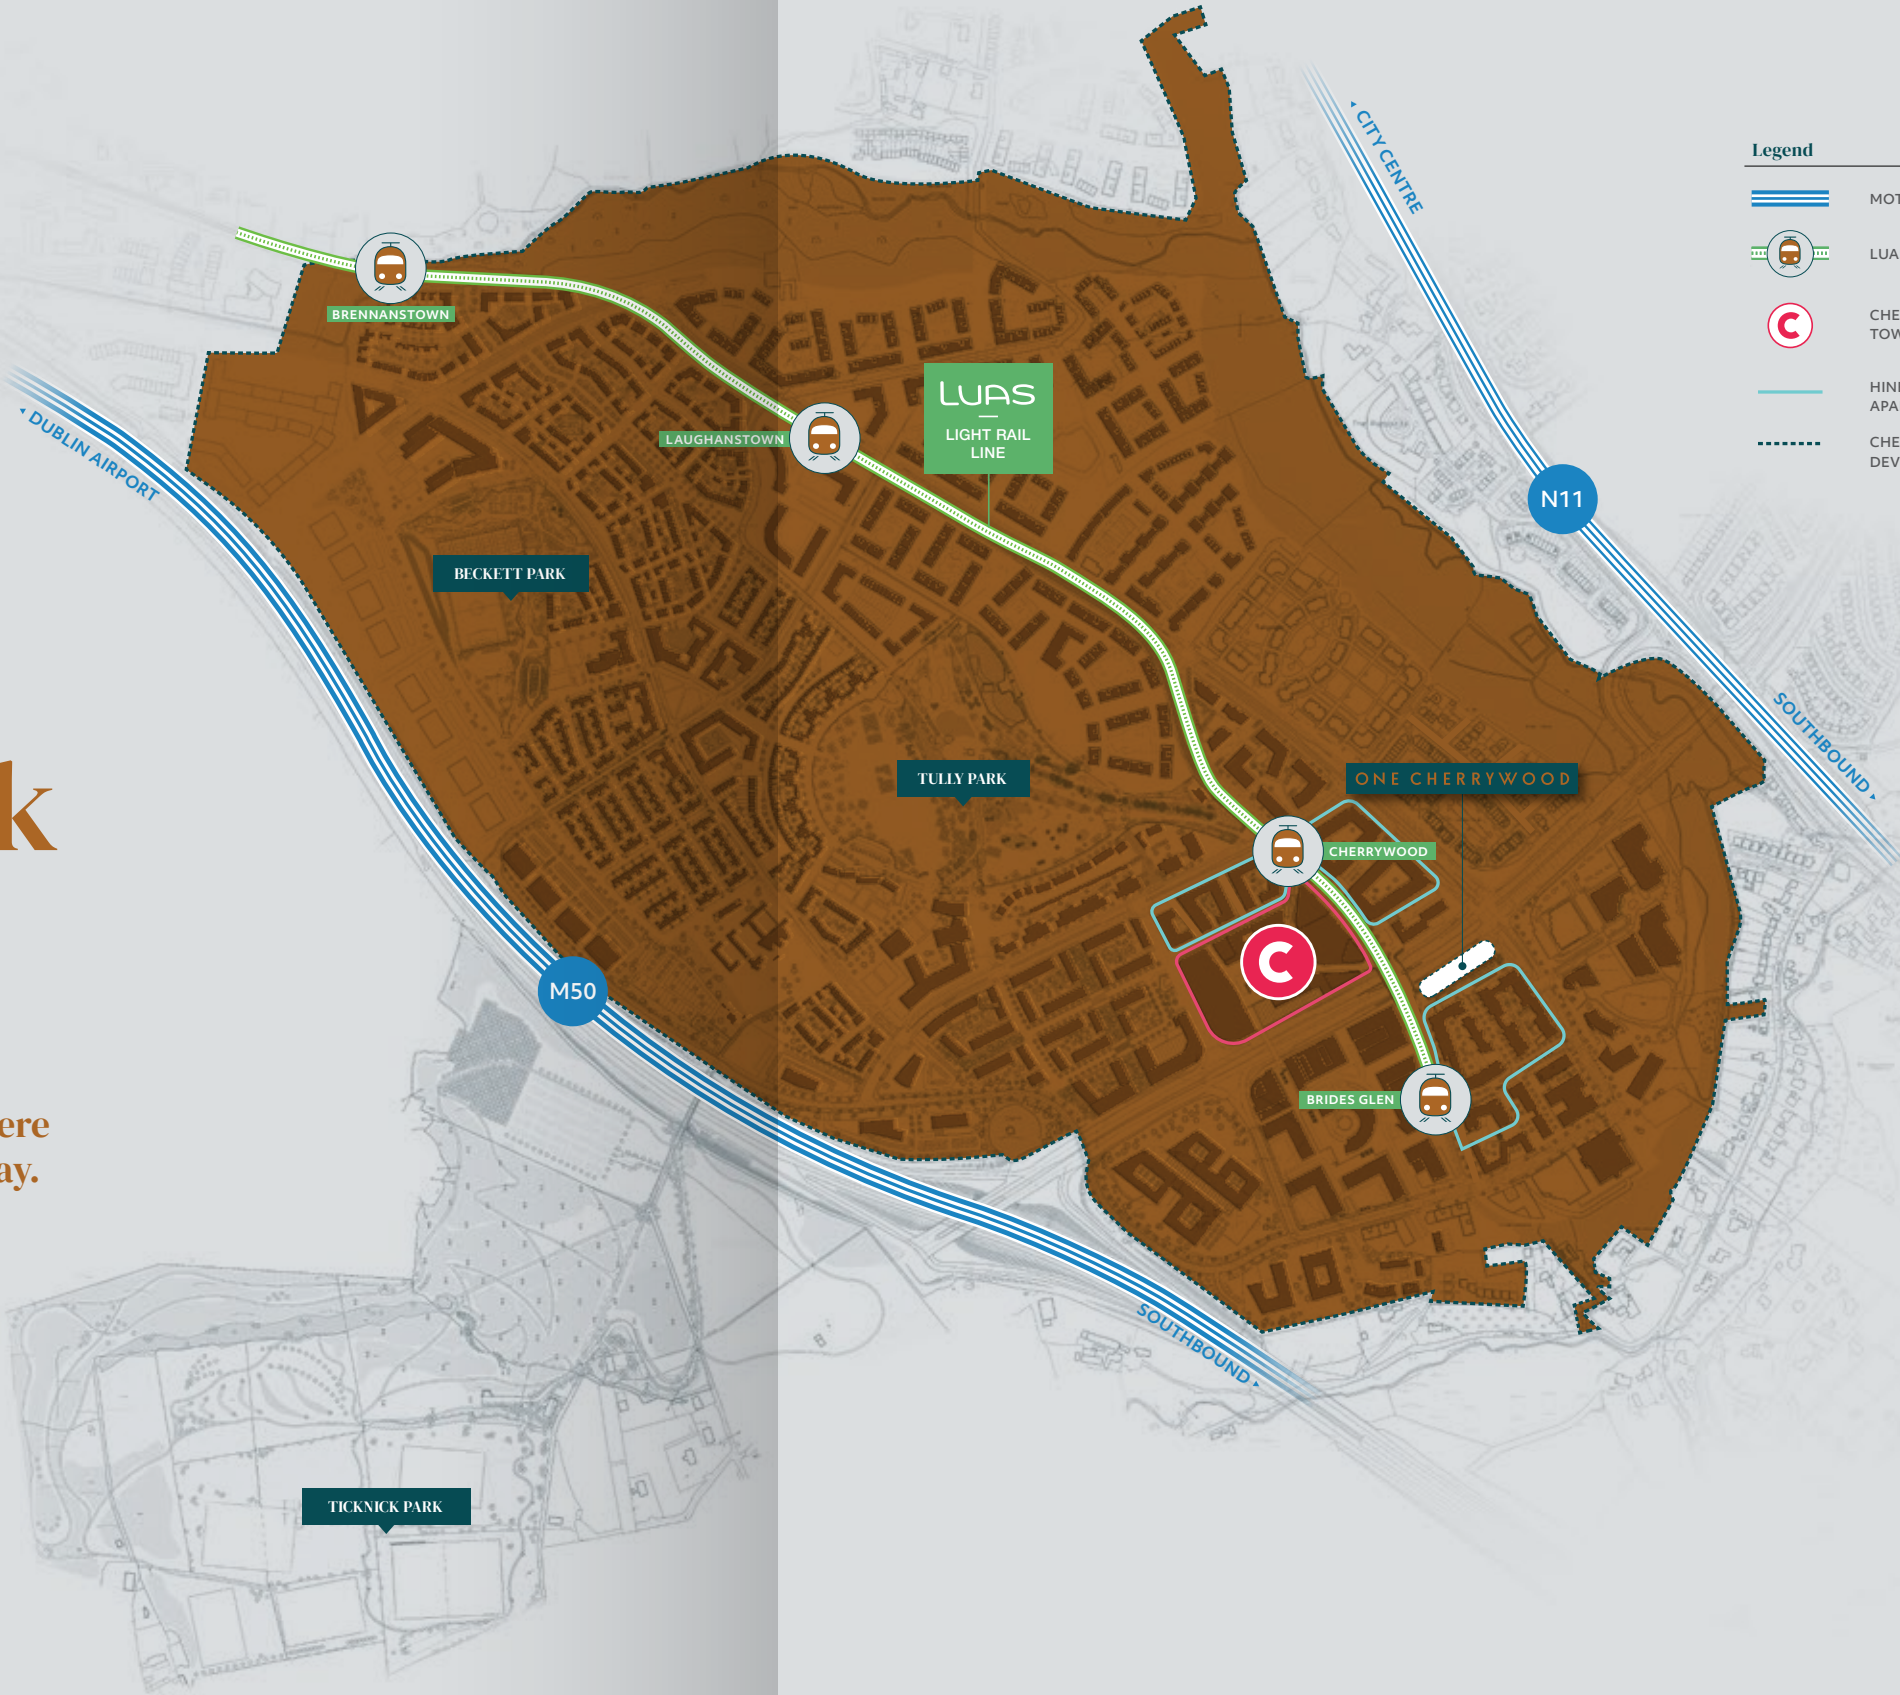 CITY CENTRE
Legend
MOT
LUA
CHE
TOW
HIN
APA
CHE
DEV
BRENNANSTOWN
LUAS
LIGHT RAIL
LINE
LAUGHANSTOWN
DUBLIN AIRPORT
N11
BECKETT PARK
SOUTHBOUND
TULLY PARK
ONE CHERRYWOOD
k
CHERRYWOOD
C
M50
BRIDES GLEN
ere
ay.
SOUTHBOUND
TICKNICK PARK